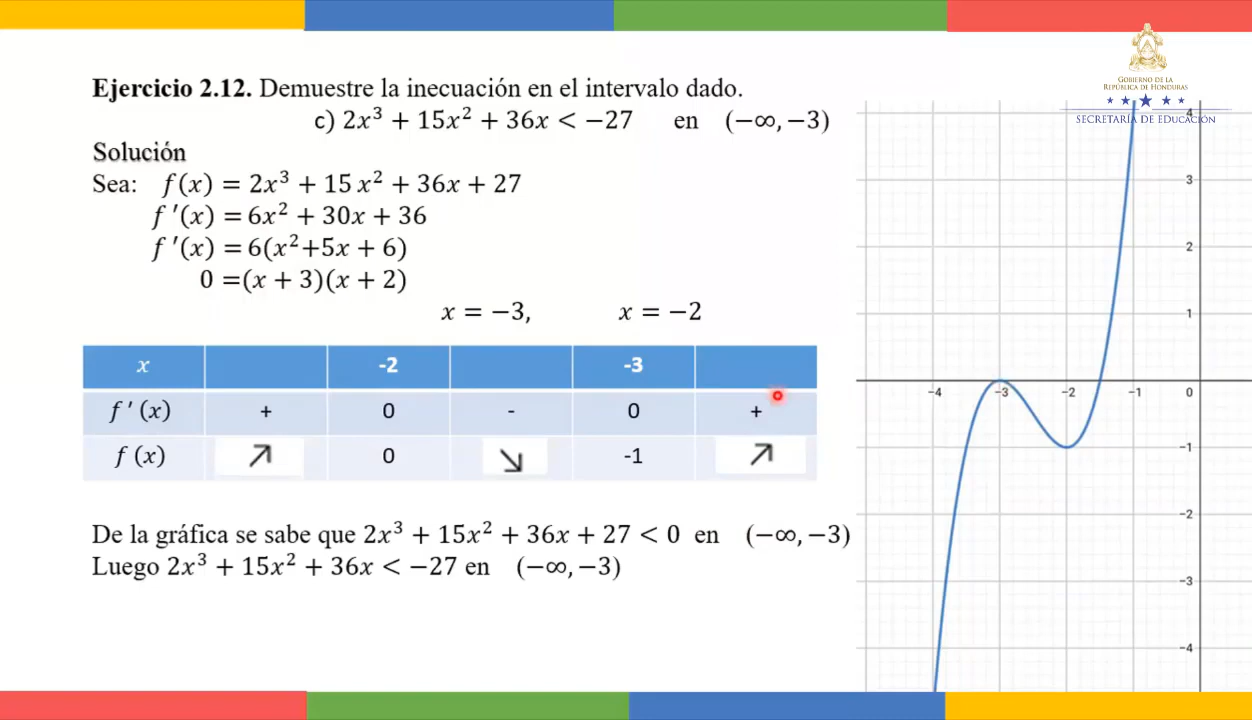 GOBIERNO DE LA
REPÚBLICA DE HONDURAS
SECRETARÍA DE EDUCACIÓN
Ejercicio 2.12. Demuestre la inecuación en el intervalo dado.
c) 2x³ + 15x² + 36x < −27 en (−∞, −3)
Solución
Sea: f(x) = 2x³ + 15 x² + 36x + 27
f ′(x) = 6x² + 30x + 36
f ′(x) = 6(x²+5x + 6)
0 =(x + 3)(x + 2)
x = −3, x = −2
x -2 -3
f ′(x) + 0 - 0 +
f (x) ↗ 0 ↘ -1 ↗
De la gráfica se sabe que 2x³ + 15x² + 36x + 27 < 0 en (−∞, −3)
Luego 2x³ + 15x² + 36x < −27 en (−∞, −3)
4
3
2
1
−4 −3 −2 −1 0
−1
−2
−3
−4